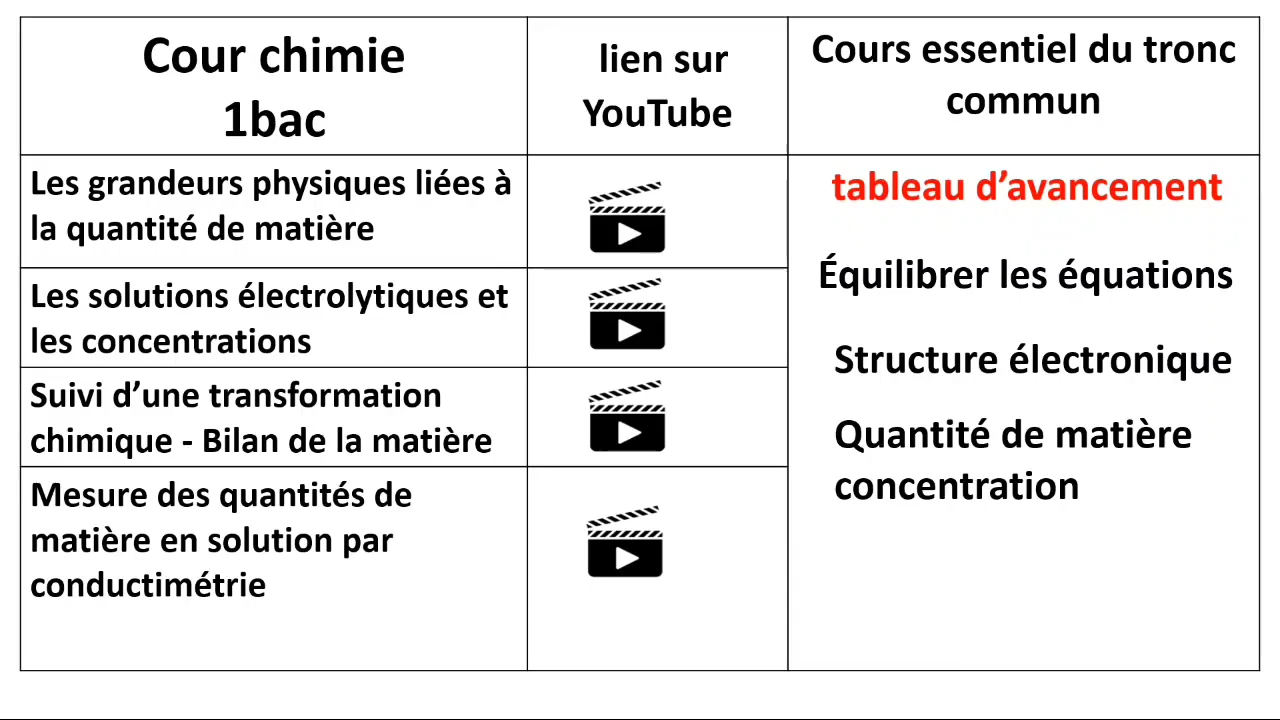 Cour chimie
1bac
lien sur
YouTube
Cours essentiel du tronc
commun
Les grandeurs physiques liées à
la quantité de matière
Les solutions électrolytiques et
les concentrations
Suivi d’une transformation
chimique - Bilan de la matière
Mesure des quantités de
matière en solution par
conductimétrie
tableau d’avancement
Équilibrer les équations
Structure électronique
Quantité de matière
concentration